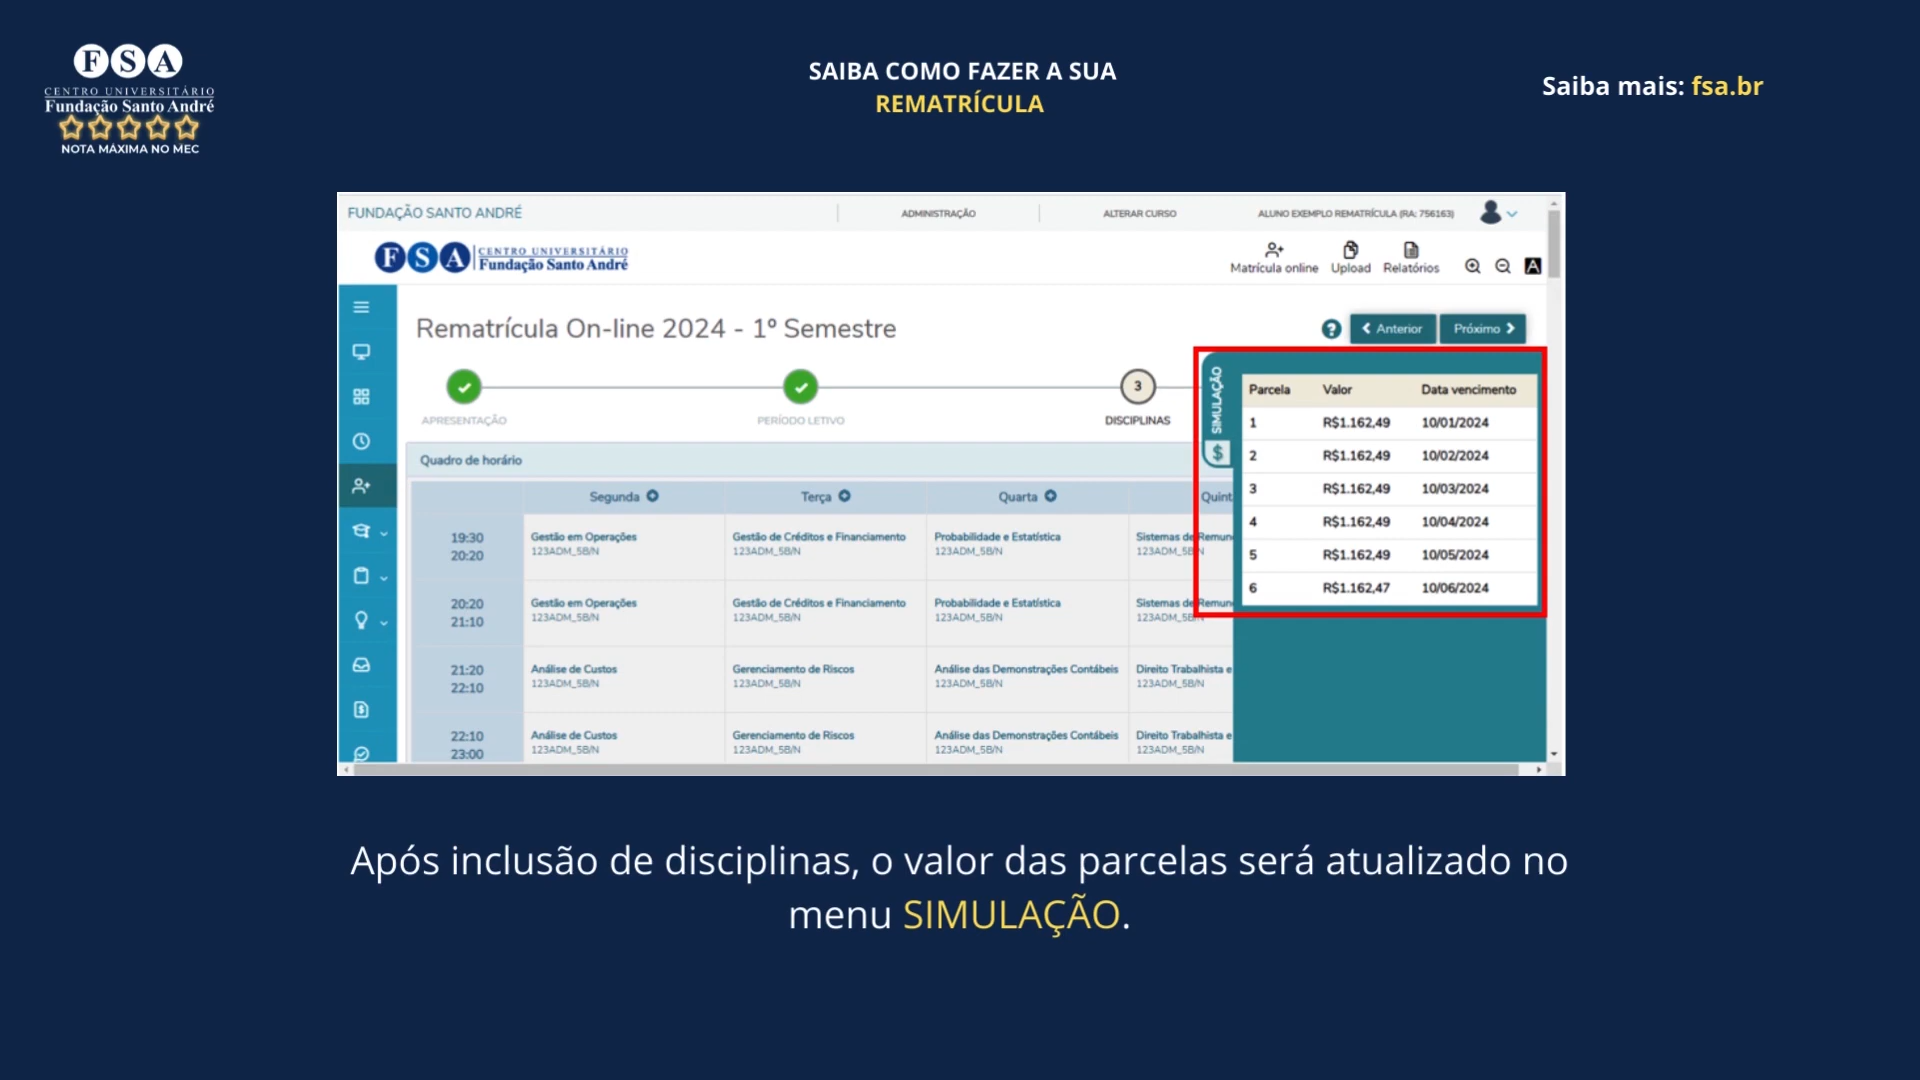 F S A
CENTRO UNIVERSITÁRIO
Fundação Santo André
NOTA MÁXIMA NO MEC
SAIBA COMO FAZER A SUA
REMATRÍCULA
Saiba mais: fsa.br
FUNDAÇÃO SANTO ANDRÉ
ADMINISTRAÇÃO
ALTERAR CURSO
ALUNO EXEMPLO REMATRÍCULA (RA: 756163)
F S A
CENTRO UNIVERSITÁRIO
Fundação Santo André
Matrícula online
Upload
Relatórios
A
Rematrícula On-line 2024 - 1º Semestre
?
Anterior
Próximo
APRESENTAÇÃO
PERÍODO LETIVO
3
DISCIPLINAS
SIMULAÇÃO
$
Parcela Valor Data vencimento
1 R$1.162,49 10/01/2024
2 R$1.162,49 10/02/2024
3 R$1.162,49 10/03/2024
4 R$1.162,49 10/04/2024
5 R$1.162,49 10/05/2024
6 R$1.162,47 10/06/2024
Quadro de horário
Segunda Terça Quarta Quint
19:30 Gestão em Operações Gestão de Créditos e Financiamento Probabilidade e Estatística Sistemas de Remun
20:20 123ADM_5B/N 123ADM_5B/N 123ADM_5B/N 123ADM_5B/N
20:20 Gestão em Operações Gestão de Créditos e Financiamento Probabilidade e Estatística Sistemas de Remun
21:10 123ADM_5B/N 123ADM_5B/N 123ADM_5B/N 123ADM_5B/N
21:20 Análise de Custos Gerenciamento de Riscos Análise das Demonstrações Contábeis Direito Trabalhista e
22:10 123ADM_5B/N 123ADM_5B/N 123ADM_5B/N 123ADM_5B/N
22:10 Análise de Custos Gerenciamento de Riscos Análise das Demonstrações Contábeis Direito Trabalhista e
23:00 123ADM_5B/N 123ADM_5B/N 123ADM_5B/N 123ADM_5B/N
Após inclusão de disciplinas, o valor das parcelas será atualizado no
menu SIMULAÇÃO.